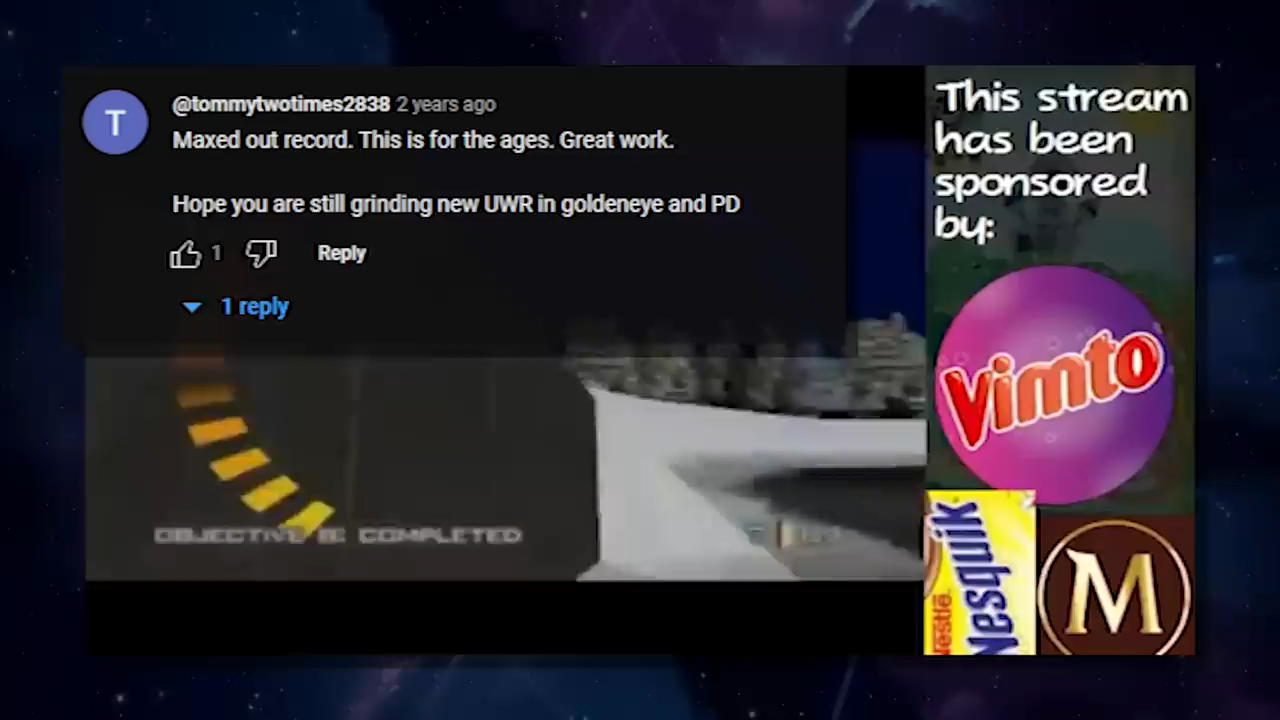 T
@tommytwotimes2838 2 years ago
Maxed out record. This is for the ages. Great work.
Hope you are still grinding new UWR in goldeneye and PD
1
Reply
1 reply
OBJECTIVE B: COMPLETED
This stream
has been
sponsored
by:
Vimto
Nestlé
Nesquik
M